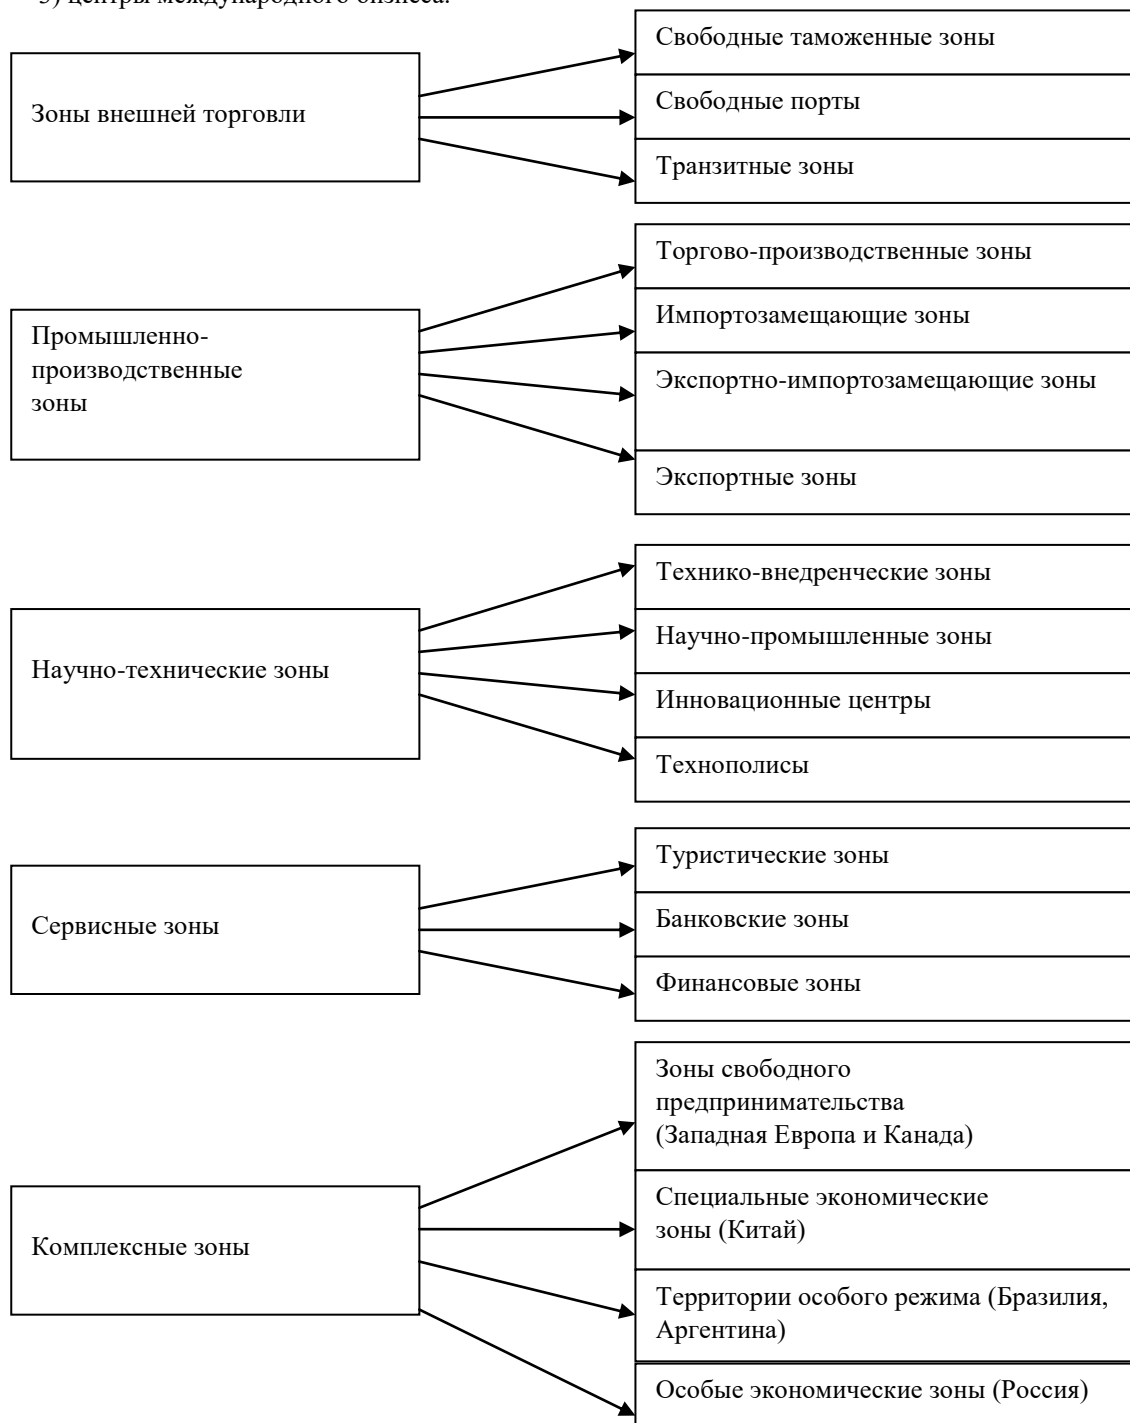 3) центры международного бизнеса.
Зоны внешней торговли
Свободные таможенные зоны
Свободные порты
Транзитные зоны
Промышленно-
производственные
зоны
Торгово-производственные зоны
Импортозамещающие зоны
Экспортно-импортозамещающие зоны
Экспортные зоны
Научно-технические зоны
Технико-внедренческие зоны
Научно-промышленные зоны
Инновационные центры
Технополисы
Сервисные зоны
Туристические зоны
Банковские зоны
Финансовые зоны
Комплексные зоны
Зоны свободного
предпринимательства
(Западная Европа и Канада)
Специальные экономические
зоны (Китай)
Территории особого режима (Бразилия,
Аргентина)
Особые экономические зоны (Россия)